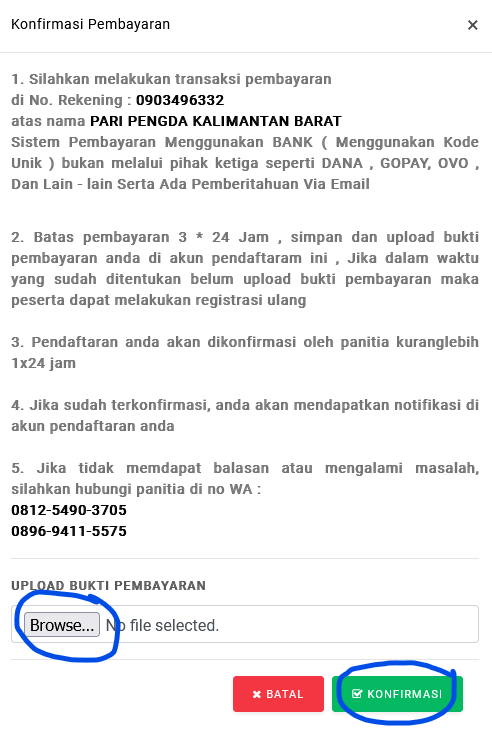 Konfirmasi Pembayaran ×
1. Silahkan melakukan transaksi pembayaran
di No. Rekening : 0903496332
atas nama PARI PENGDA KALIMANTAN BARAT
Sistem Pembayaran Menggunakan BANK ( Menggunakan Kode
Unik ) bukan melalui pihak ketiga seperti DANA , GOPAY, OVO ,
Dan Lain - lain Serta Ada Pemberitahuan Via Email
2. Batas pembayaran 3 * 24 Jam , simpan dan upload bukti
pembayaran anda di akun pendaftaram ini , Jika dalam waktu
yang sudah ditentukan belum upload bukti pembayaran maka
peserta dapat melakukan registrasi ulang
3. Pendaftaran anda akan dikonfirmasi oleh panitia kuranglebih
1x24 jam
4. Jika sudah terkonfirmasi, anda akan mendapatkan notifikasi di
akun pendaftaran anda
5. Jika tidak memdapat balasan atau mengalami masalah,
silahkan hubungi panitia di no WA :
0812-5490-3705
0896-9411-5575
UPLOAD BUKTI PEMBAYARAN
Browse... No file selected.
BATAL KONFIRMASI